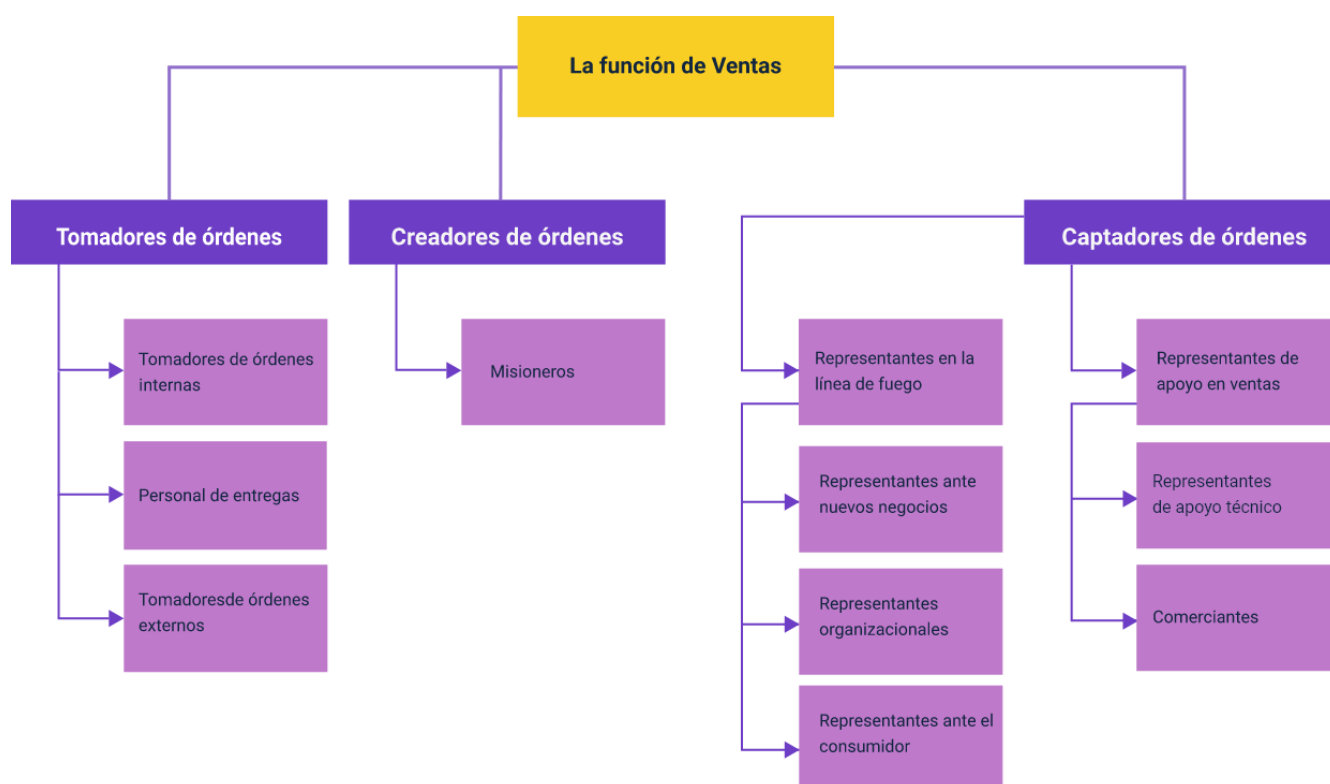 La función de Ventas
Tomadores de órdenes
Creadores de órdenes
Captadores de órdenes
Tomadores de órdenes
internas
Personal de entregas
Tomadoresde órdenes
externos
Misioneros
Representantes en la
línea de fuego
Representantes ante
nuevos negocios
Representantes
organizacionales
Representantes ante el
consumidor
Representantes de
apoyo en ventas
Representantes
de apoyo técnico
Comerciantes